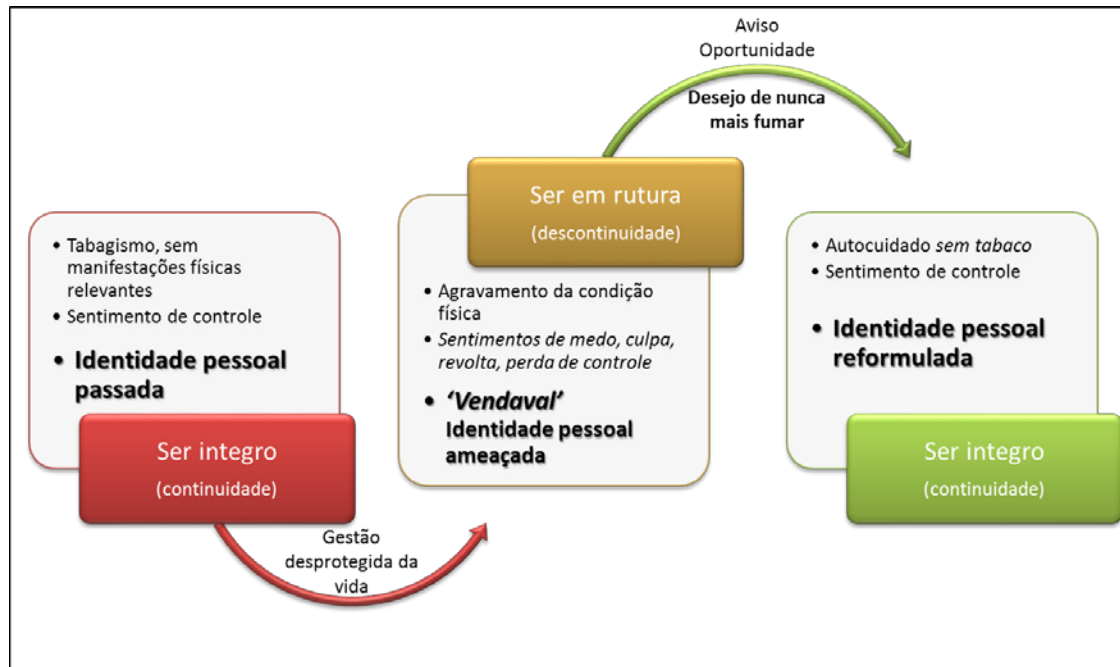 • Tabagismo, sem
manifestações físicas
relevantes
• Sentimento de controle
• Identidade pessoal
passada
Ser integro
(continuidade)
Gestão
desprotegida da
vida
Ser em rutura
(descontinuidade)
• Agravamento da condição
física
• Sentimentos de medo, culpa,
revolta, perda de controle
• ‘Vendaval’
Identidade pessoal
ameaçada
Aviso
Oportunidade
Desejo de nunca
mais fumar
• Autocuidado sem tabaco
• Sentimento de controle
• Identidade pessoal
reformulada
Ser integro
(continuidade)